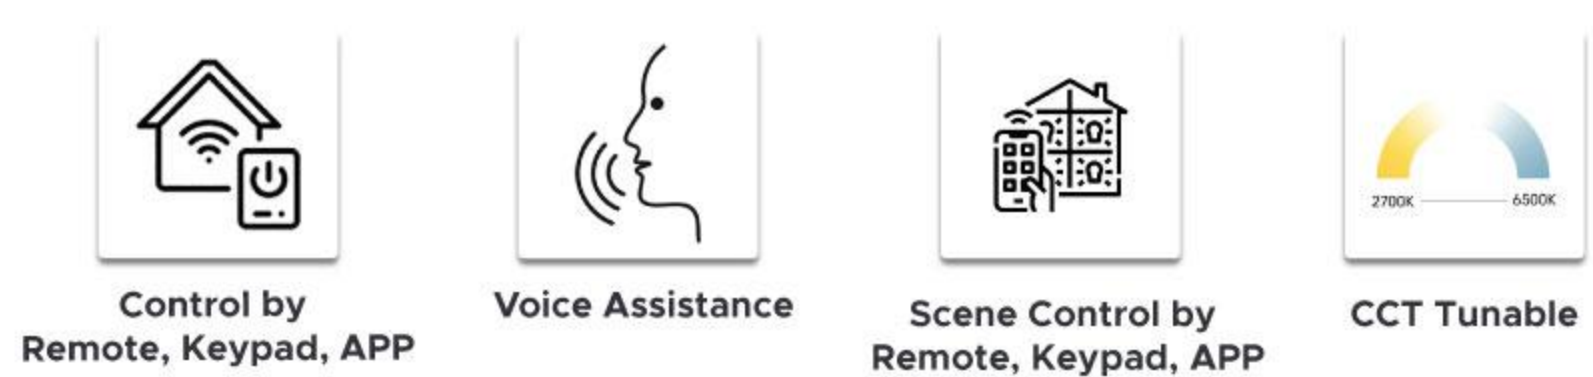 2700K 6500K
Control by
Remote, Keypad, APP
Voice Assistance
Scene Control by
Remote, Keypad, APP
CCT Tunable